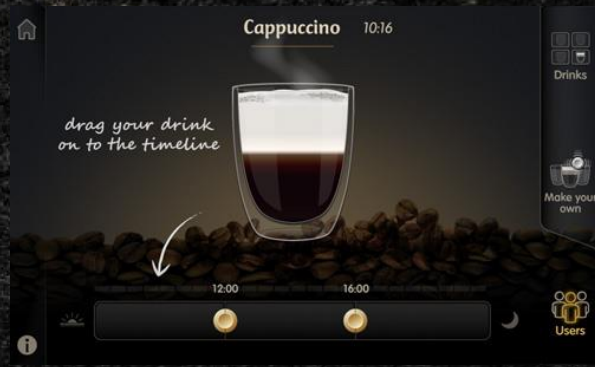 Cappuccino 10:16
Drinks
drag your drink
on to the timeline
Make your
own
12:00 16:00
Users
i